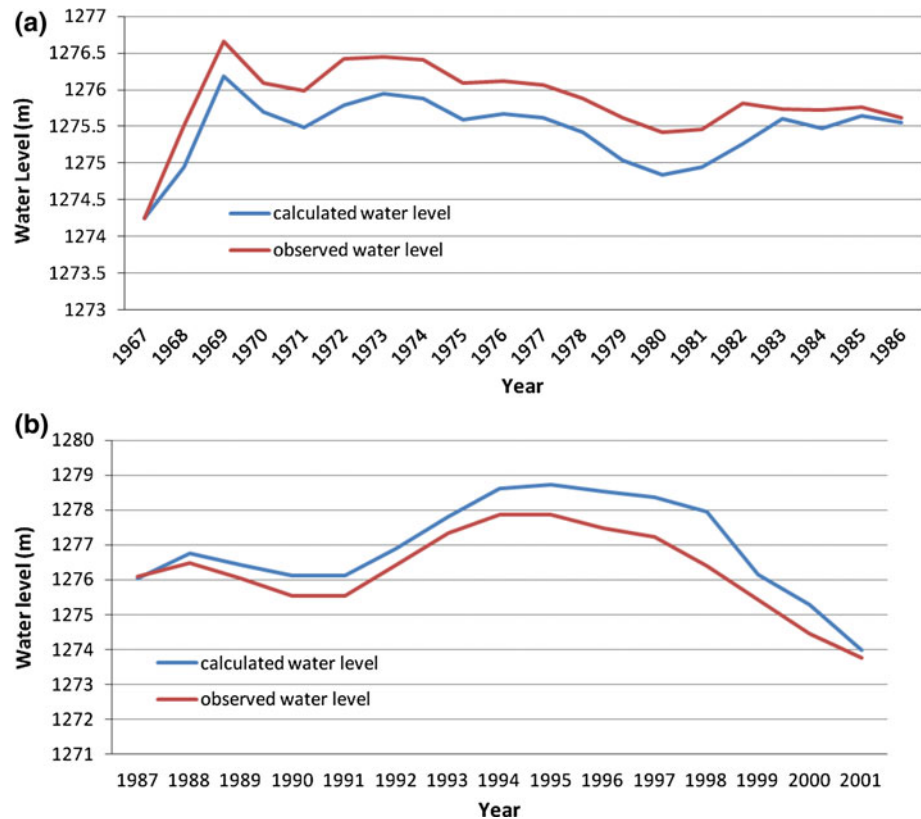 (a)
Water Level (m)
1277
1276.5
1276
1275.5
1275
1274.5
1274
1273.5
1273
calculated water level
observed water level
1967 1968 1969 1970 1971 1972 1973 1974 1975 1976 1977 1978 1979 1980 1981 1982 1983 1984 1985 1986
Year
(b)
Water level (m)
1280
1279
1278
1277
1276
1275
1274
1273
1272
1271
calculated water level
observed water level
1987 1988 1989 1990 1991 1992 1993 1994 1995 1996 1997 1998 1999 2000 2001
Year